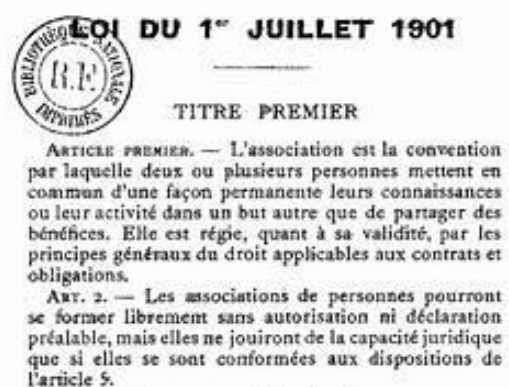 LOI DU 1er JUILLET 1901
BIBLIOTHÈQUE NATIONALE
R.F.
IMPRIMÉS
TITRE PREMIER
ARTICLE PREMIER. — L'association est la convention
par laquelle deux ou plusieurs personnes mettent en
commun d'une façon permanente leurs connaissances
ou leur activité dans un but autre que de partager des
bénéfices. Elle est régie, quant à sa validité, par les
principes généraux du droit applicables aux contrats et
obligations.
ART. 2. — Les associations de personnes pourront
se former librement sans autorisation ni déclaration
préalable, mais elles ne jouiront de la capacité juridique
que si elles se sont conformées aux dispositions de
l'article 5.